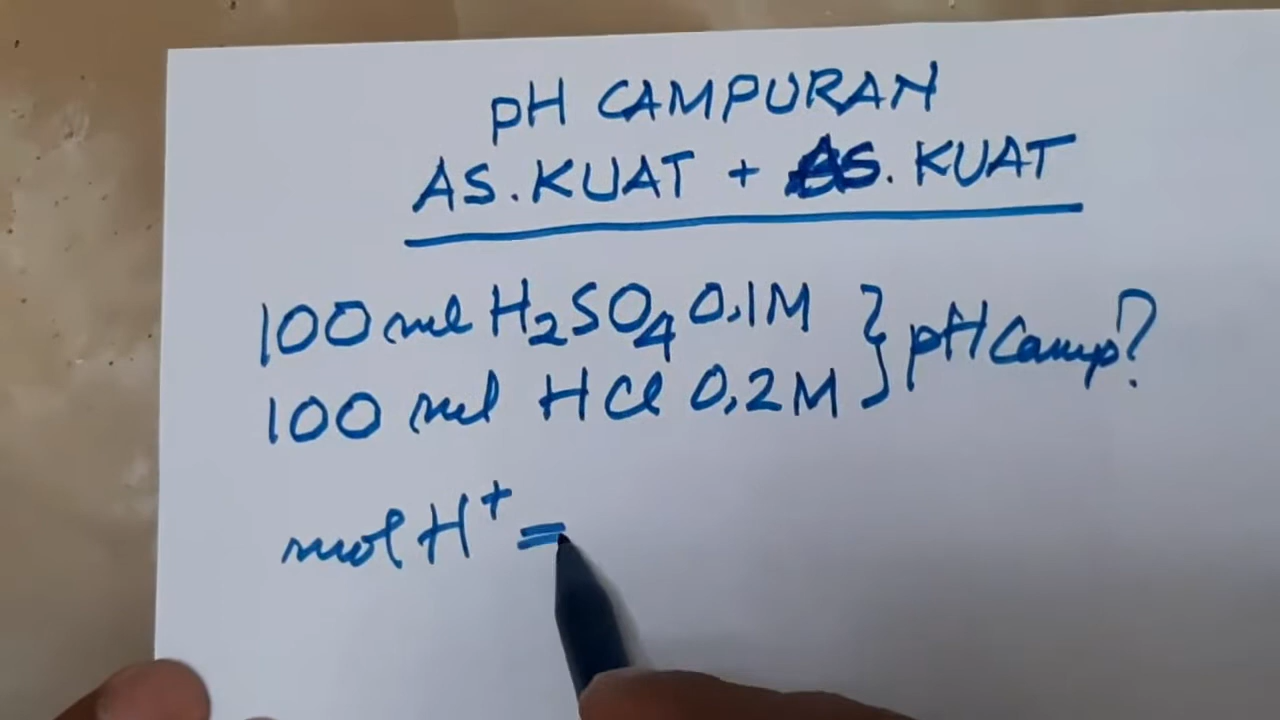 pH CAMPURAN
AS. KUAT + AS. KUAT
100 ml H₂SO₄ 0,1M } pH Camp?
100 ml HCl 0,2M
mol H⁺ =